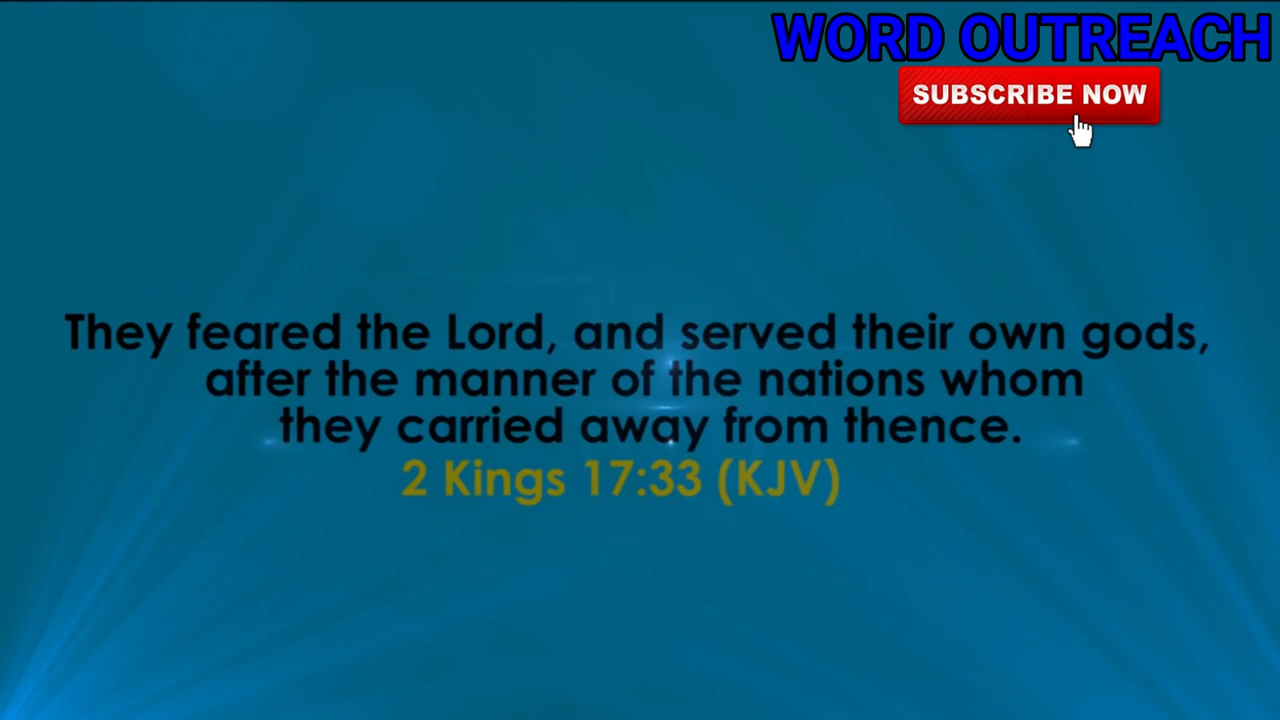 WORD OUTREACH
SUBSCRIBE NOW
They feared the Lord, and served their own gods,
after the manner of the nations whom
they carried away from thence.
2 Kings 17:33 (KJV)